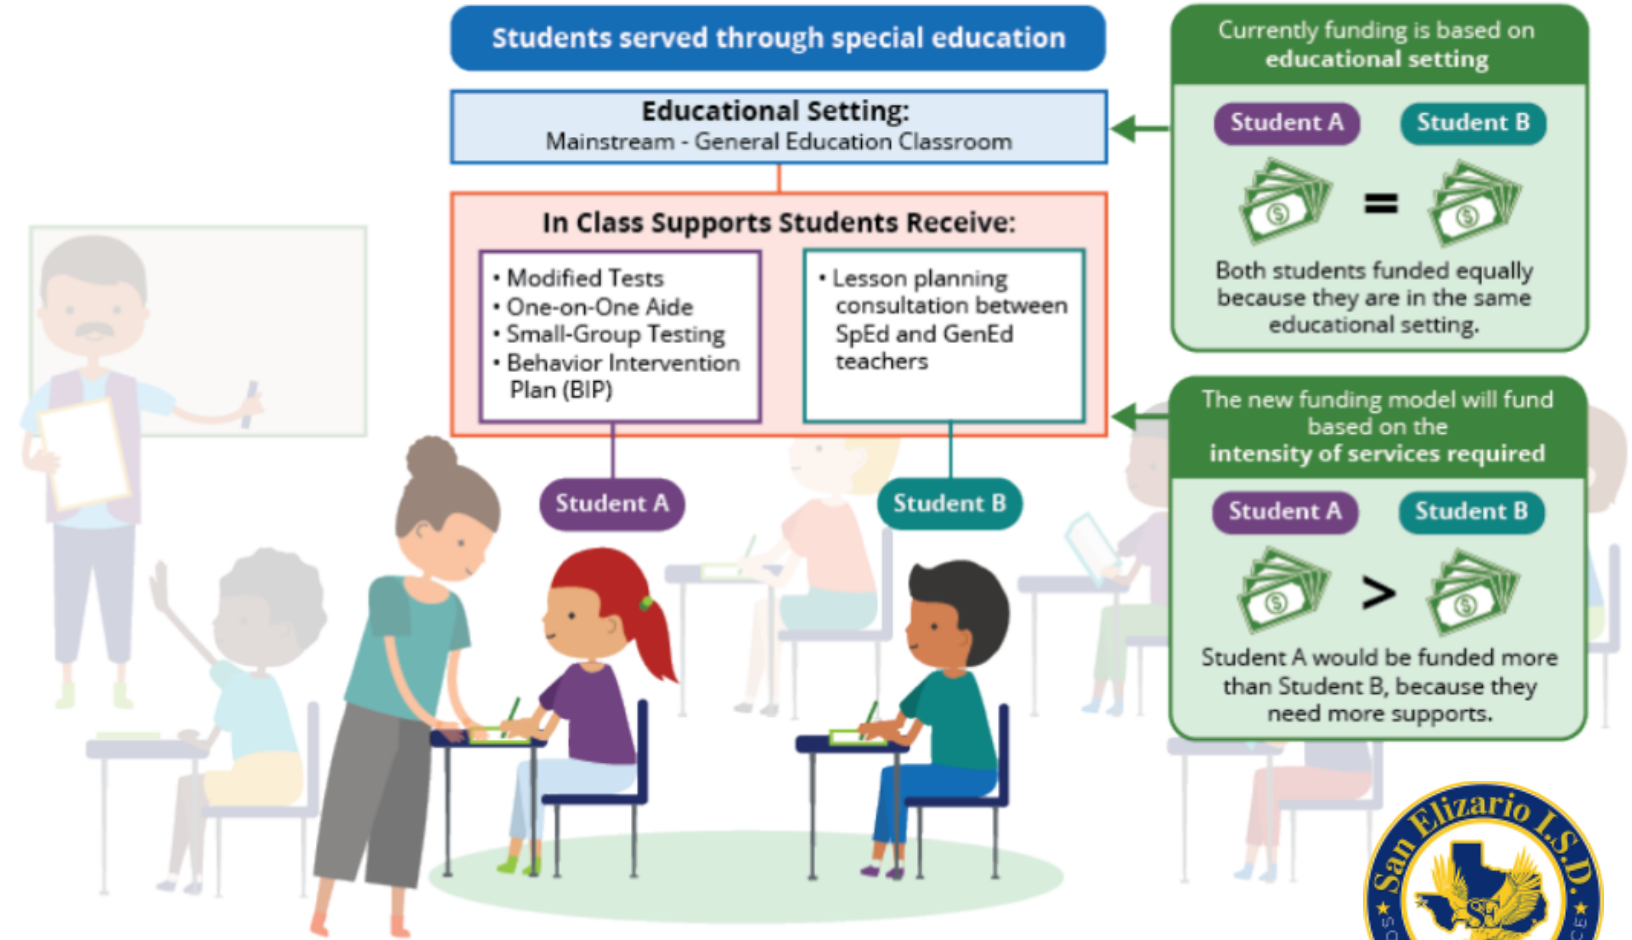 Students served through special education
Educational Setting:
Mainstream - General Education Classroom
In Class Supports Students Receive:
• Modified Tests
• One-on-One Aide
• Small-Group Testing
• Behavior Intervention
Plan (BIP)
• Lesson planning
consultation between
SpEd and GenEd
teachers
Student A
Student B
Currently funding is based on
educational setting
Student A
Student B
$
=
$
Both students funded equally
because they are in the same
educational setting.
The new funding model will fund
based on the
intensity of services required
Student A
Student B
$
>
$
Student A would be funded more
than Student B, because they
need more supports.
San Elizario I.S.D.
SE